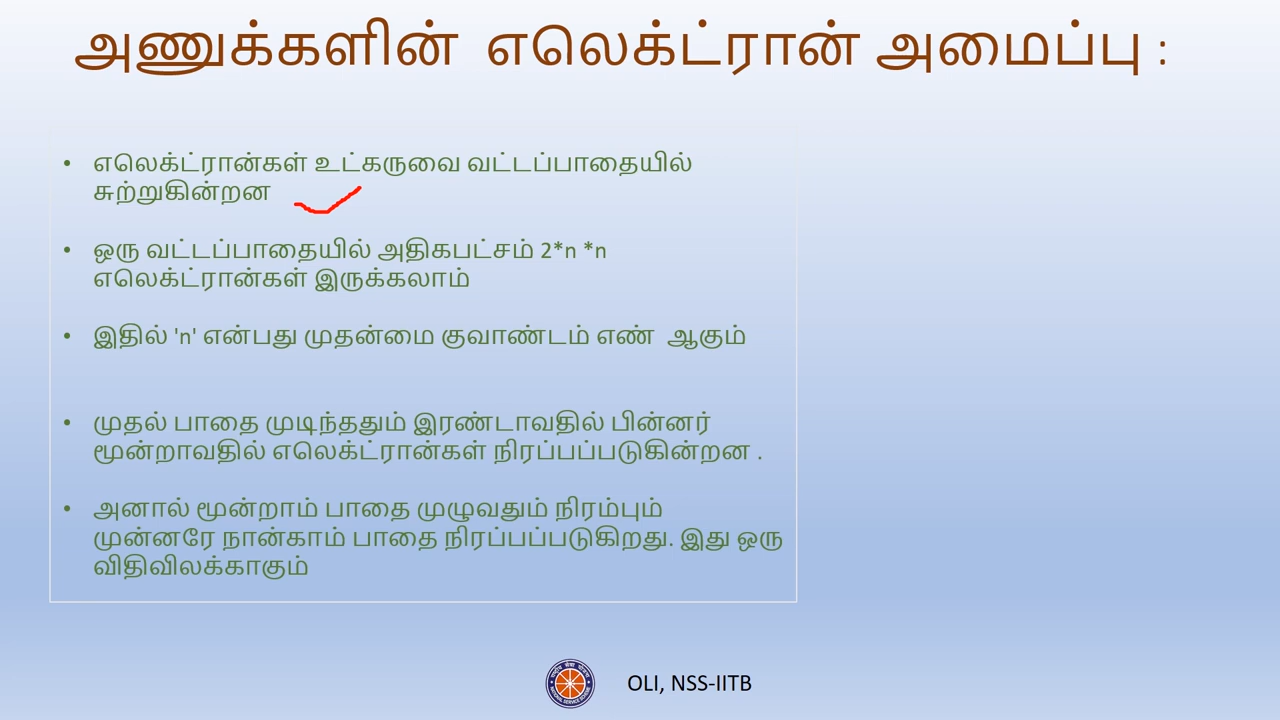 அணுக்களின் எலெக்ட்ரான் அமைப்பு :
• எலெக்ட்ரான்கள் உட்கருவை வட்டப்பாதையில்
சுற்றுகின்றன
• ஒரு வட்டப்பாதையில் அதிகபட்சம் 2*n *n
எலெக்ட்ரான்கள் இருக்கலாம்
• இதில் 'n' என்பது முதன்மை குவாண்டம் எண் ஆகும்
• முதல் பாதை முடிந்ததும் இரண்டாவதில் பின்னர்
மூன்றாவதில் எலெக்ட்ரான்கள் நிரப்பப்படுகின்றன .
• அனால் மூன்றாம் பாதை முழுவதும் நிரம்பும்
முன்னரே நான்காம் பாதை நிரப்பப்படுகிறது. இது ஒரு
விதிவிலக்காகும்
OLI, NSS-IITB